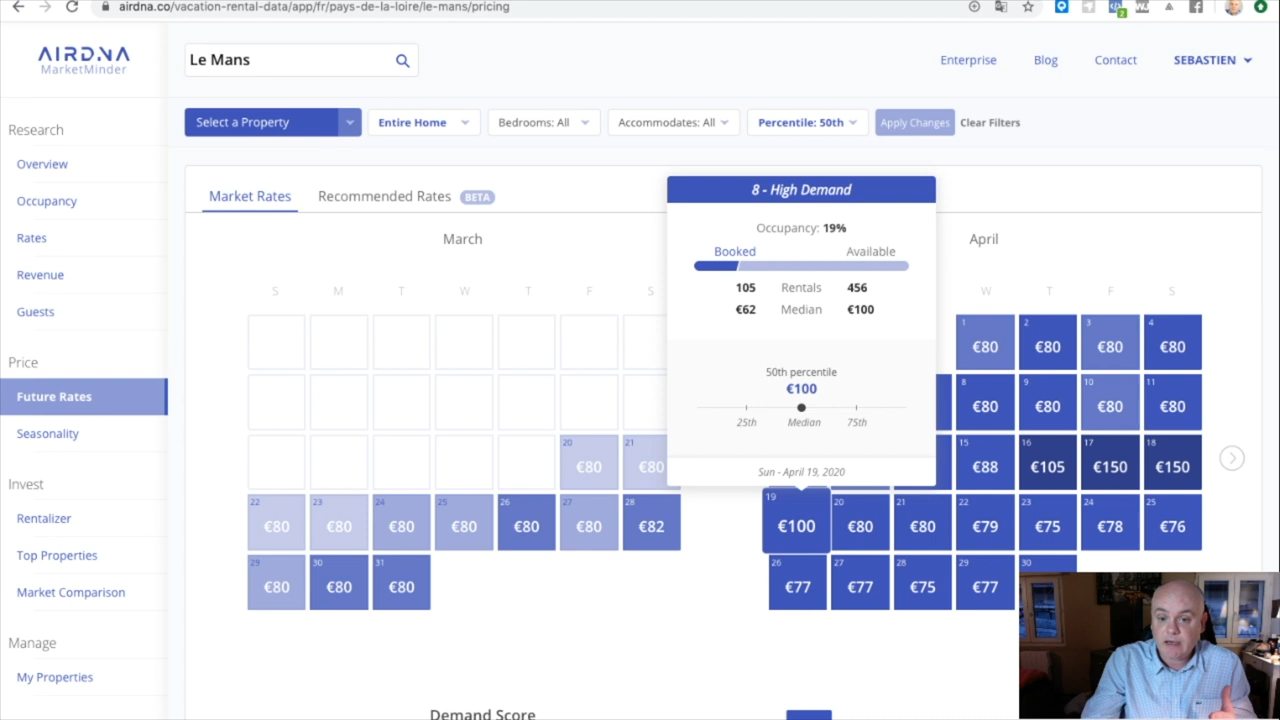 airdna.co/vacation-rental-data/app/fr/pays-de-la-loire/le-mans/pricing
2
AIRDNA
MarketMinder
Le Mans
Enterprise
Blog
Contact
SEBASTIEN
Research
Overview
Occupancy
Rates
Revenue
Guests
Price
Future Rates
Seasonality
Invest
Rentalizer
Top Properties
Market Comparison
Manage
My Properties
Select a Property
Entire Home
Bedrooms: All
Accommodates: All
Percentile: 50th
Apply Changes
Clear Filters
Market Rates
Recommended Rates BETA
March
S M T W T F S
20 €80
21 €80
22 €80
23 €80
24 €80
25 €80
26 €80
27 €80
28 €82
29 €80
30 €80
31 €80
8 - High Demand
Occupancy: 19%
Booked Available
105 Rentals 456
€62 Median €100
50th percentile
€100
25th Median 75th
Sun - April 19, 2020
April
W T F S
1 €80
2 €80
3 €80
4 €80
8 €80
9 €80
10 €80
11 €80
15 €88
16 €105
17 €150
18 €150
19 €100
20 €80
21 €80
22 €79
23 €75
24 €78
25 €76
26 €77
27 €77
28 €75
29 €77
30
Demand Score